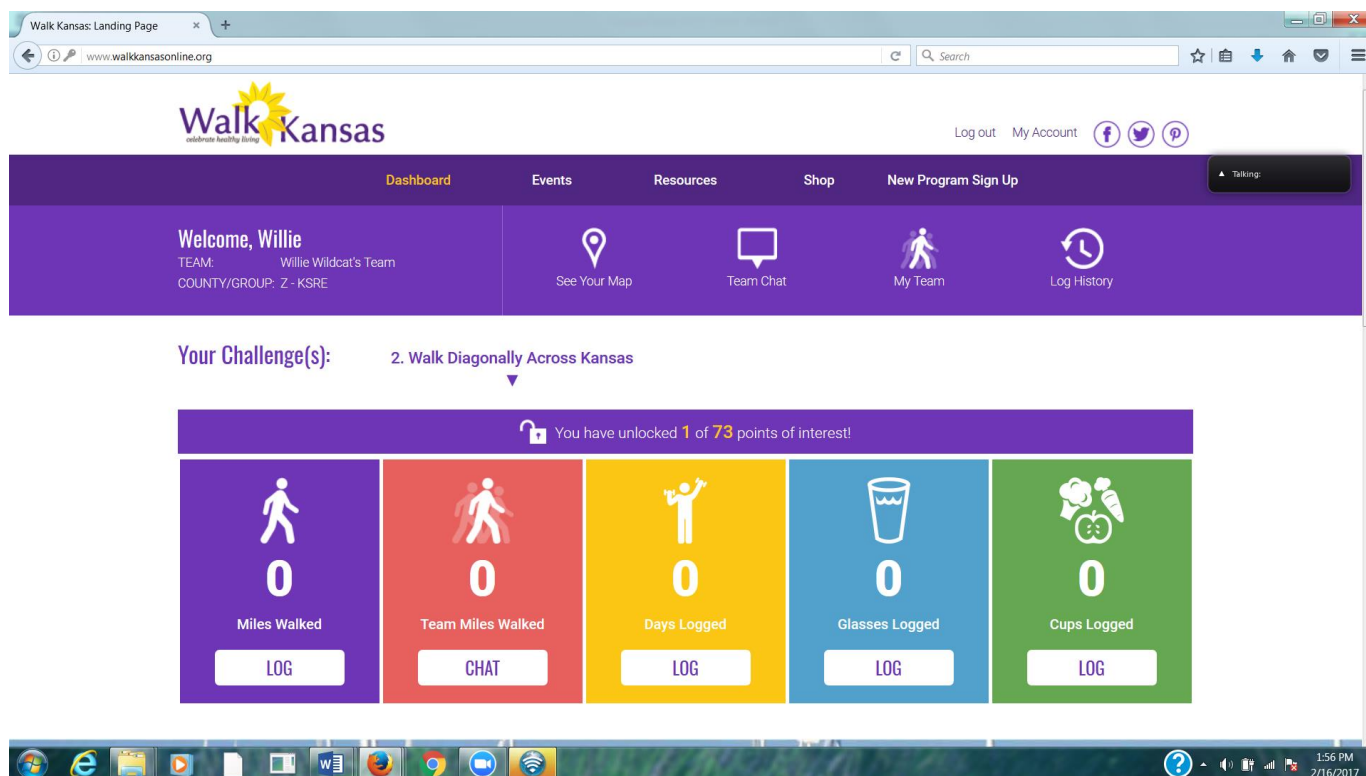 Walk Kansas: Landing Page
www.walkkansasonline.org
Search
Walk Kansas
celebrate healthy living
Log out My Account
Dashboard Events Resources Shop New Program Sign Up
Talking:
Welcome, Willie
TEAM: Willie Wildcat's Team
COUNTY/GROUP: Z - KSRE
See Your Map Team Chat My Team Log History
Your Challenge(s): 2. Walk Diagonally Across Kansas
You have unlocked 1 of 73 points of interest!
0 0 0 0 0
Miles Walked Team Miles Walked Days Logged Glasses Logged Cups Logged
LOG CHAT LOG LOG LOG
1:56 PM
2/16/2017